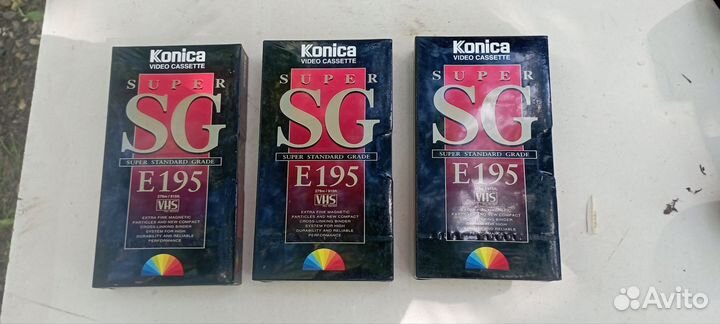 Konica
VIDEO CASSETTE
SUPER
SG
SUPER STANDARD GRADE
E195
276m/915ft.
VHS
EXTRA FINE MAGNETIC
PARTICLES AND NEW COMPACT
CROSS-LINKING BINDER
SYSTEM FOR HIGH
DURABILITY AND RELIABLE
PERFORMANCE
Konica
VIDEO CASSETTE
SUPER
SG
SUPER STANDARD GRADE
E195
276m/915ft.
VHS
EXTRA FINE MAGNETIC
PARTICLES AND NEW COMPACT
CROSS-LINKING BINDER
SYSTEM FOR HIGH
DURABILITY AND RELIABLE
PERFORMANCE
Konica
VIDEO CASSETTE
SUPER
SG
SUPER STANDARD GRADE
E195
VHS
EXTRA FINE MAGNETIC
PARTICLES AND NEW COMPACT
BINDER
SYSTEM FOR HIGH
DURABILITY AND RELIABLE
PERFORMANCE
Avito